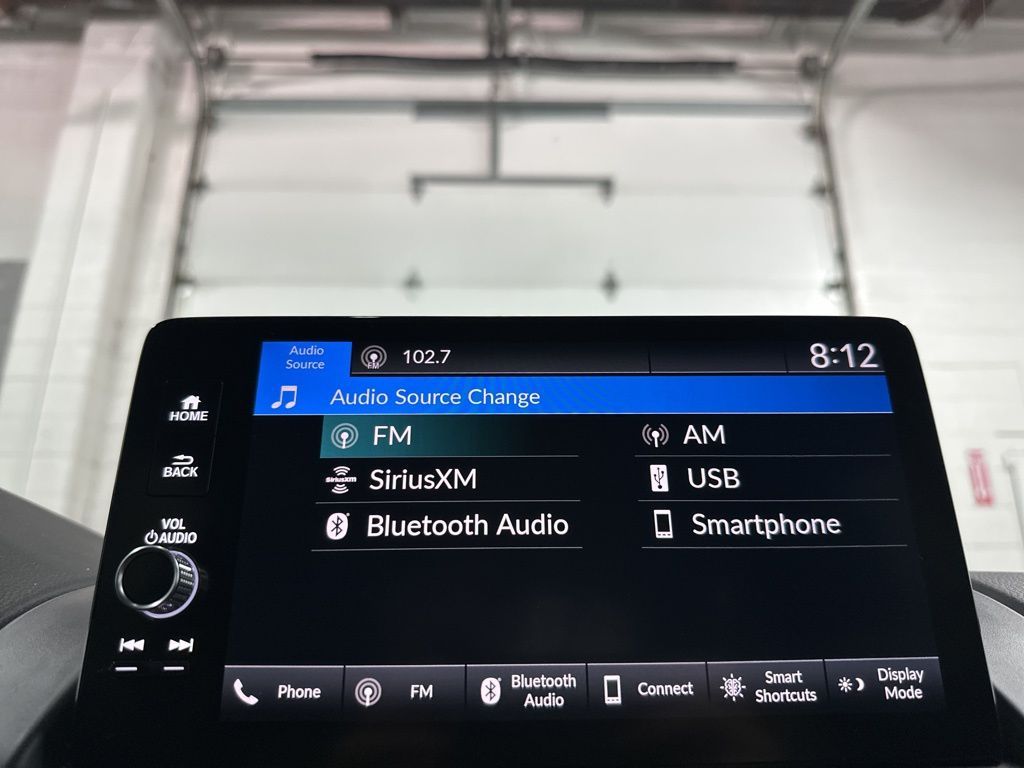 Audio
Source
FM
102.7
8:12
Audio Source Change
HOME
BACK
VOL
AUDIO
FM
AM
SiriusXM
SiriusXM
USB
Bluetooth Audio
Smartphone
Phone
FM
Bluetooth
Audio
Connect
Smart
Shortcuts
Display
Mode